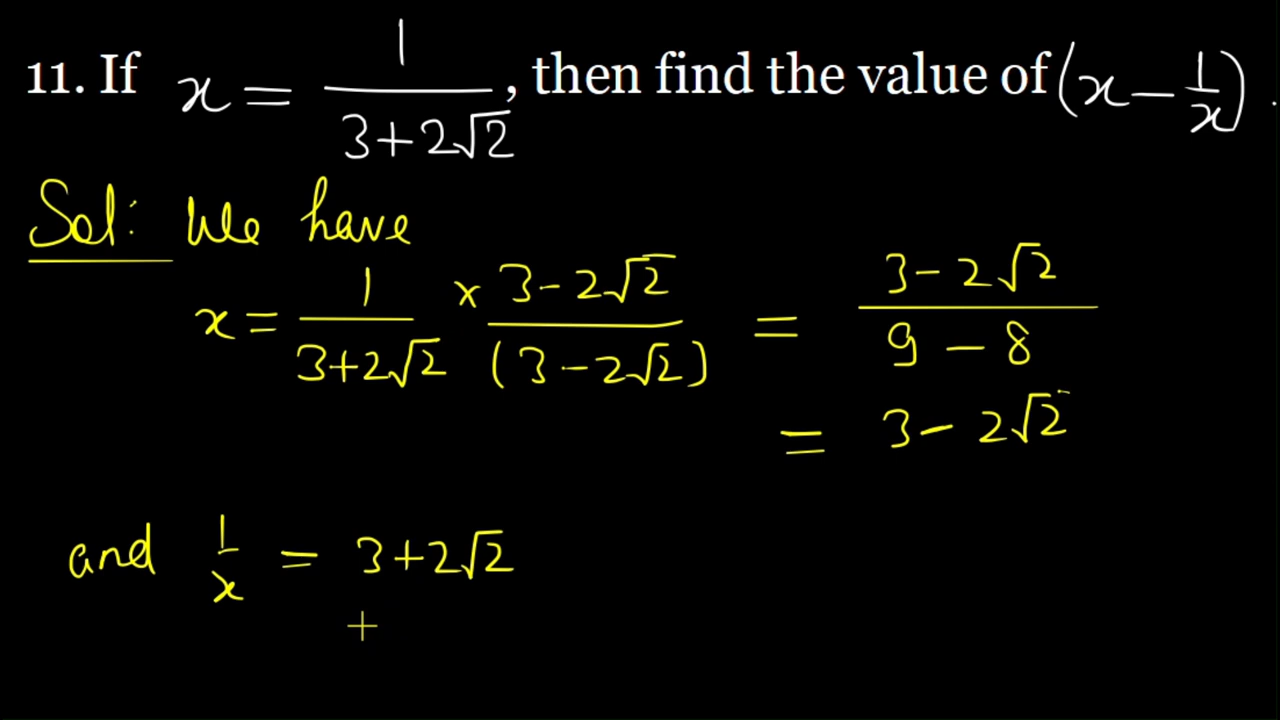 11. If x = 1/(3+2√2), then find the value of (x − 1/x).
Sol: We have
x = 1/(3+2√2) × (3−2√2)/(3−2√2) = (3−2√2)/(9−8)
= 3−2√2
and 1/x = 3+2√2
+